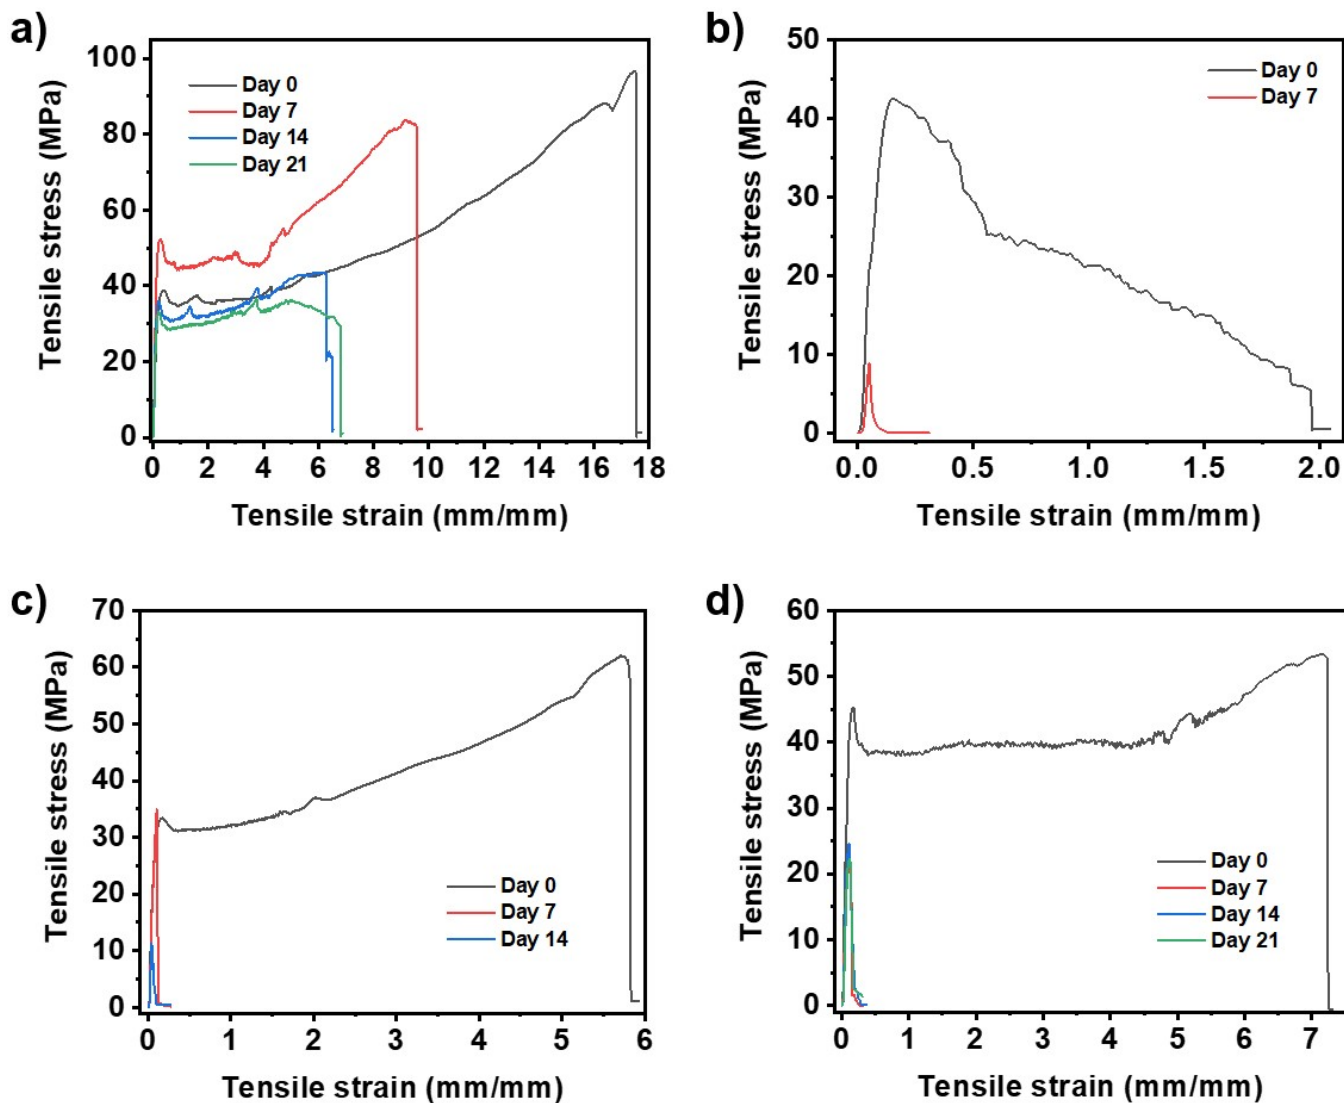 a)
Tensile stress (MPa)
100
80
60
40
20
0
Day 0
Day 7
Day 14
Day 21
0 2 4 6 8 10 12 14 16 18
Tensile strain (mm/mm)
b)
Tensile stress (MPa)
50
40
30
20
10
0
Day 0
Day 7
0.0 0.5 1.0 1.5 2.0
Tensile strain (mm/mm)
c)
Tensile stress (MPa)
70
60
50
40
30
20
10
0
Day 0
Day 7
Day 14
0 1 2 3 4 5 6
Tensile strain (mm/mm)
d)
Tensile stress (MPa)
60
50
40
30
20
10
0
Day 0
Day 7
Day 14
Day 21
0 1 2 3 4 5 6 7
Tensile strain (mm/mm)